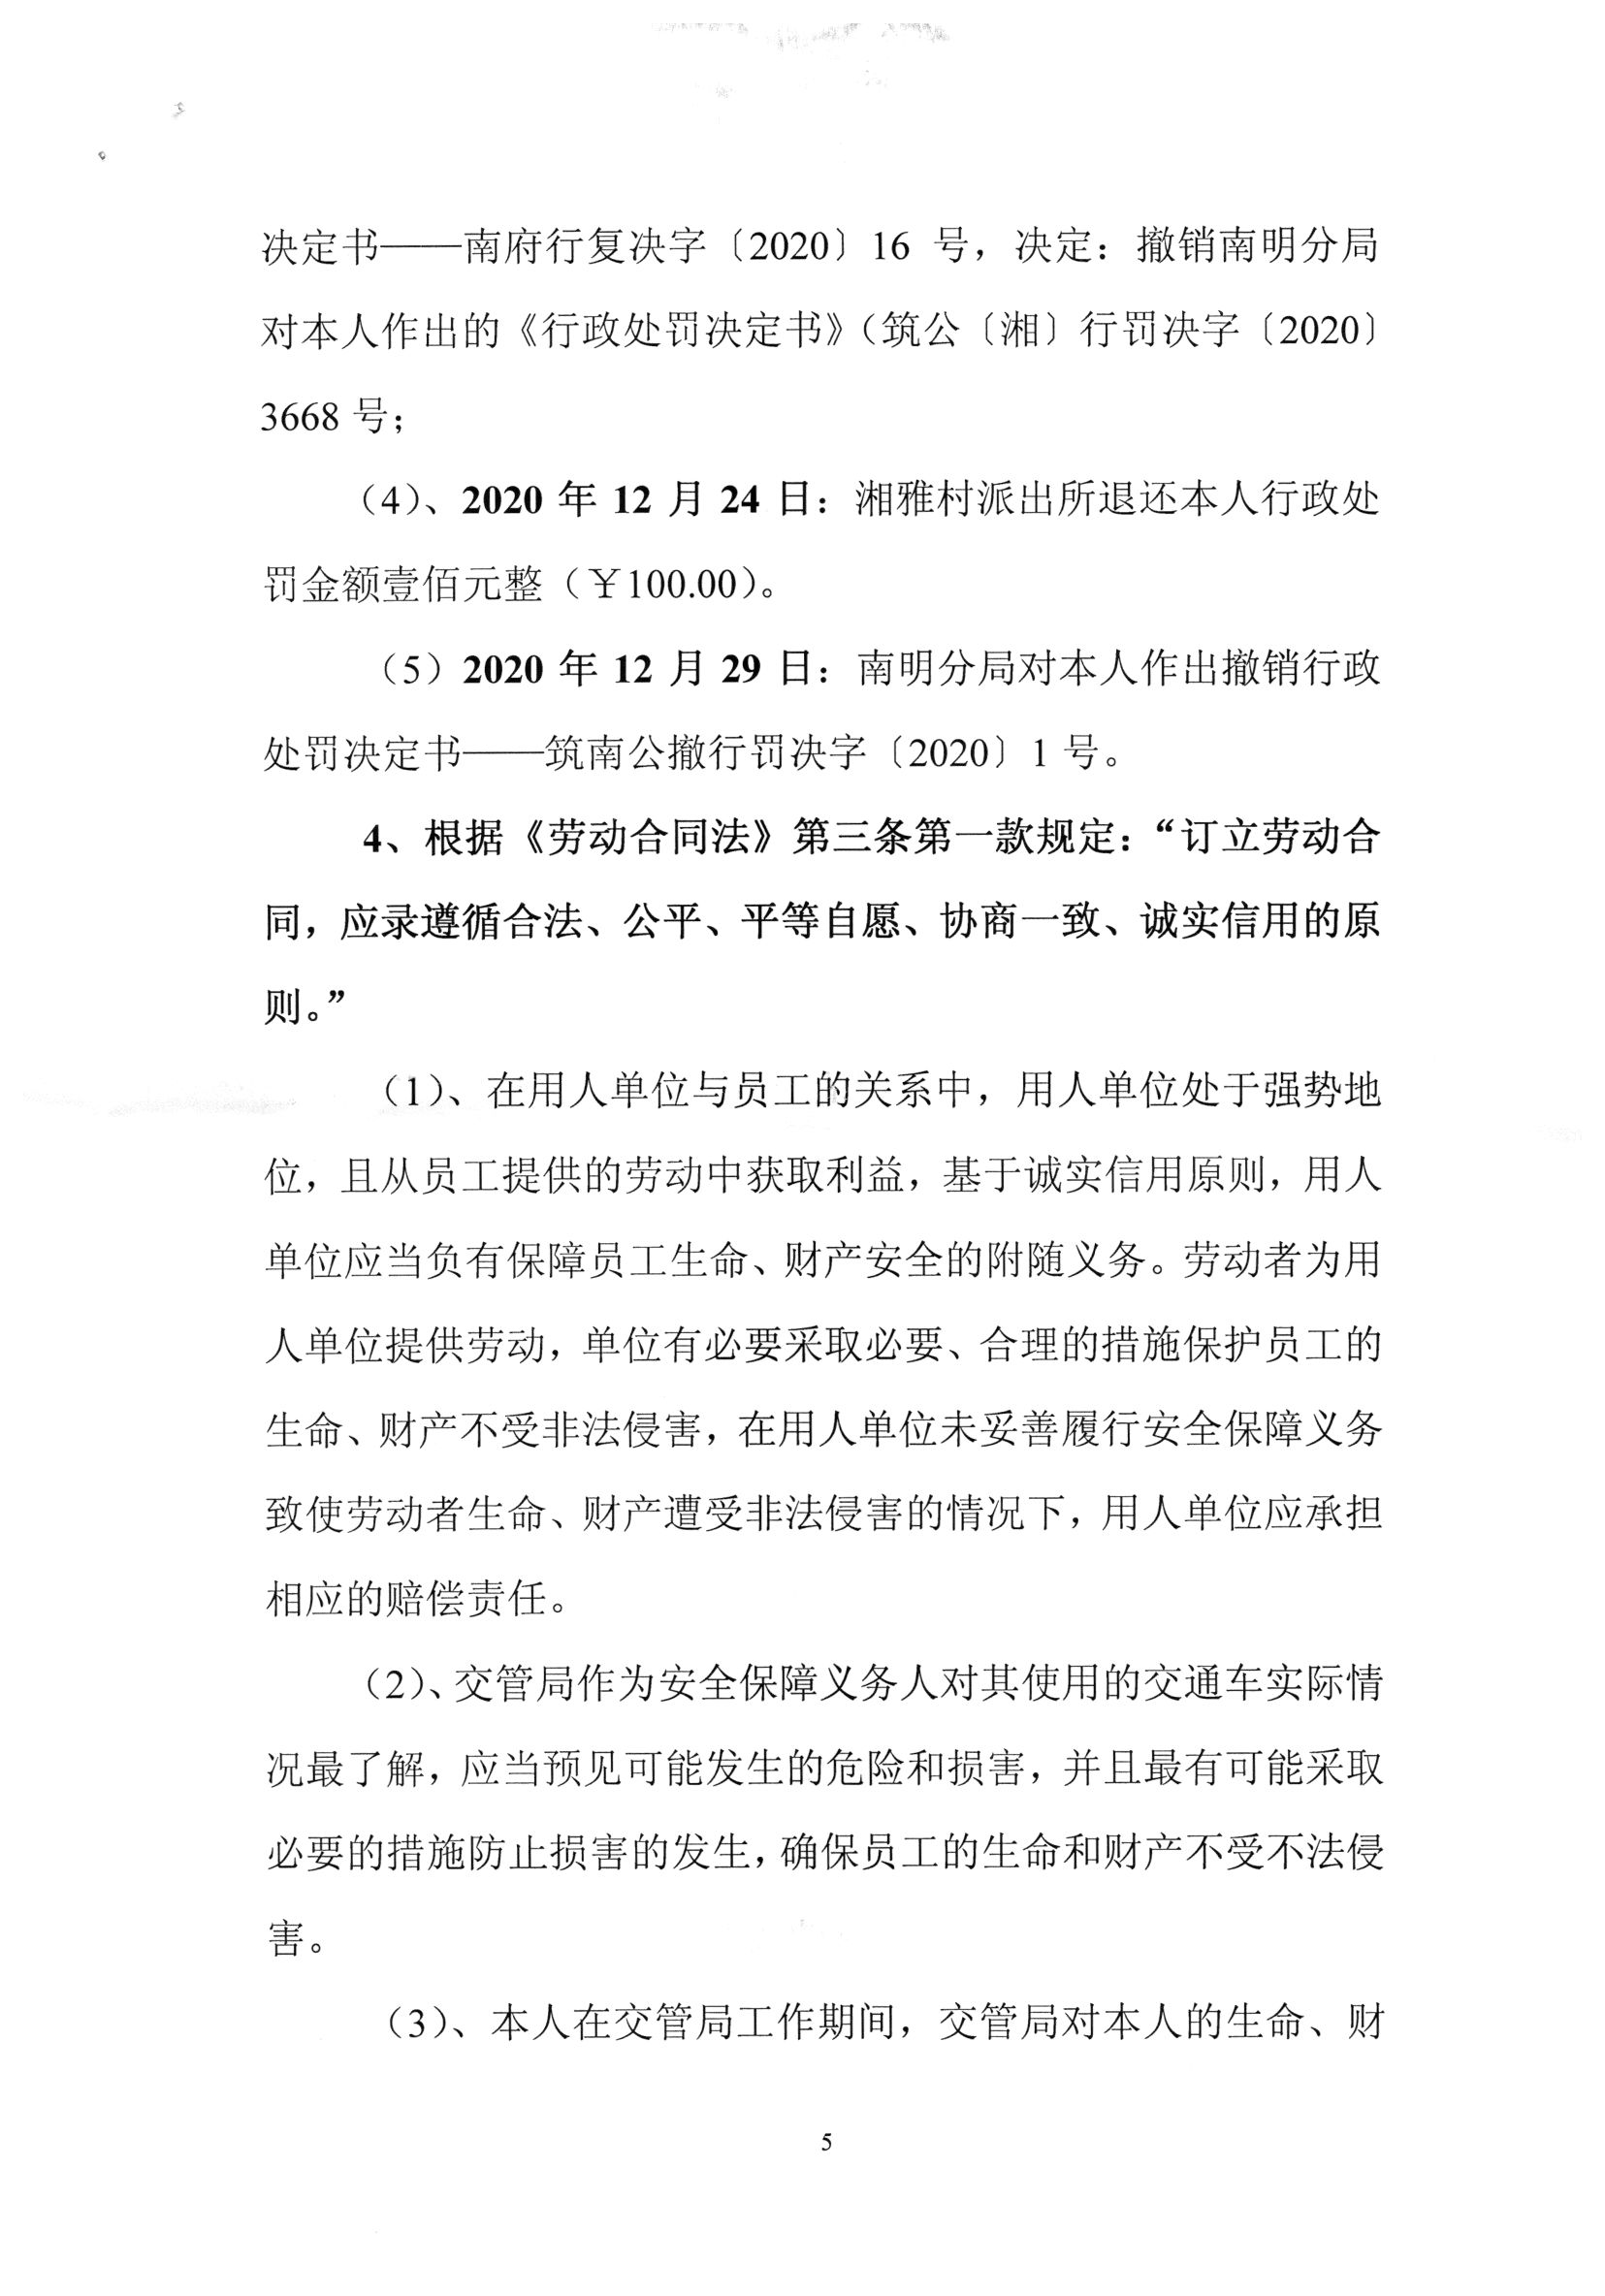 决定书——南府行复决字〔2020〕16 号，决定：撤销南明分局
对本人作出的《行政处罚决定书》（筑公〔湘〕行罚决字〔2020〕
3668 号；
（4）、2020 年 12 月 24 日：湘雅村派出所退还本人行政处
罚金额壹佰元整（￥100.00）。
（5）2020 年 12 月 29 日：南明分局对本人作出撤销行政
处罚决定书——筑南公撤行罚决字〔2020〕1 号。
4、根据《劳动合同法》第三条第一款规定：“订立劳动合
同，应录遵循合法、公平、平等自愿、协商一致、诚实信用的原
则。”
（1）、在用人单位与员工的关系中，用人单位处于强势地
位，且从员工提供的劳动中获取利益，基于诚实信用原则，用人
单位应当负有保障员工生命、财产安全的附随义务。劳动者为用
人单位提供劳动，单位有必要采取必要、合理的措施保护员工的
生命、财产不受非法侵害，在用人单位未妥善履行安全保障义务
致使劳动者生命、财产遭受非法侵害的情况下，用人单位应承担
相应的赔偿责任。
（2）、交管局作为安全保障义务人对其使用的交通车实际情
况最了解，应当预见可能发生的危险和损害，并且最有可能采取
必要的措施防止损害的发生，确保员工的生命和财产不受不法侵
害。
（3）、本人在交管局工作期间，交管局对本人的生命、财
5